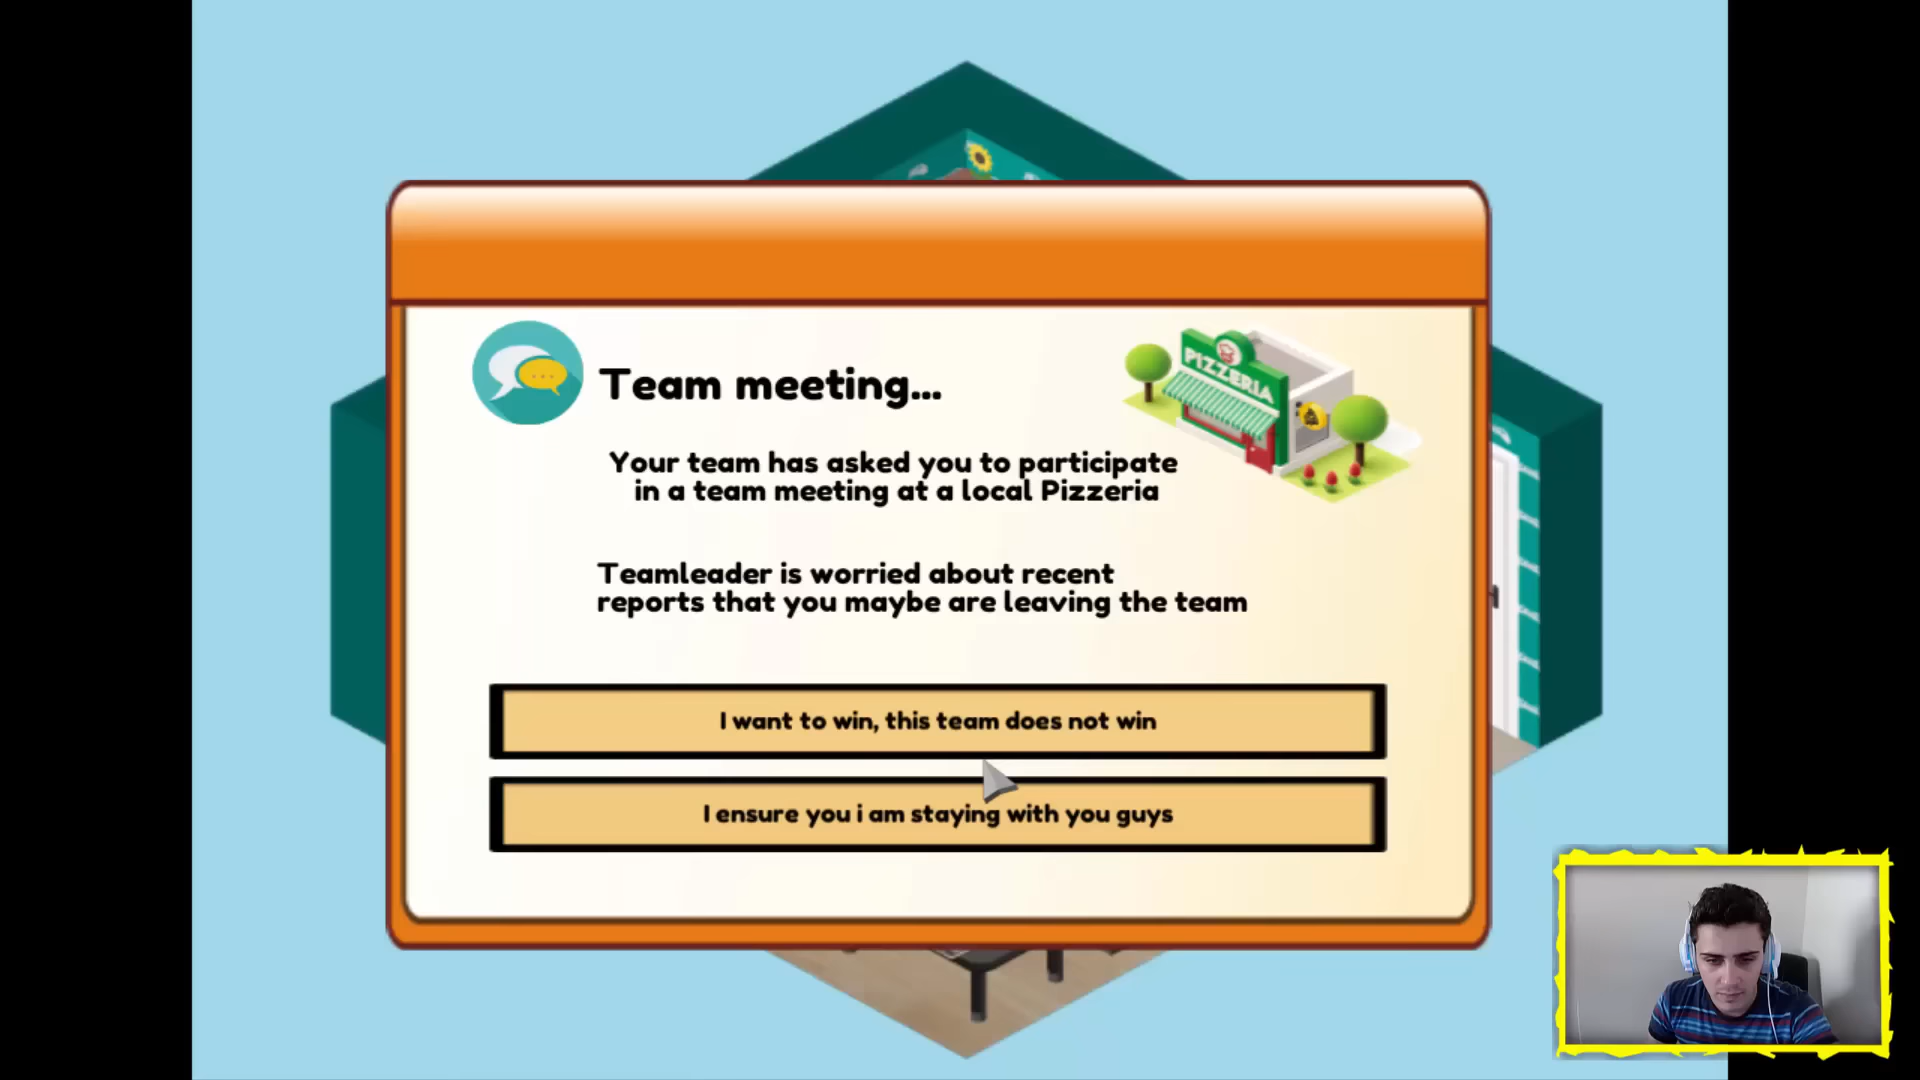 Team meeting...
PIZZERIA
Your team has asked you to participate
in a team meeting at a local Pizzeria
Teamleader is worried about recent
reports that you maybe are leaving the team
I want to win, this team does not win
I ensure you i am staying with you guys